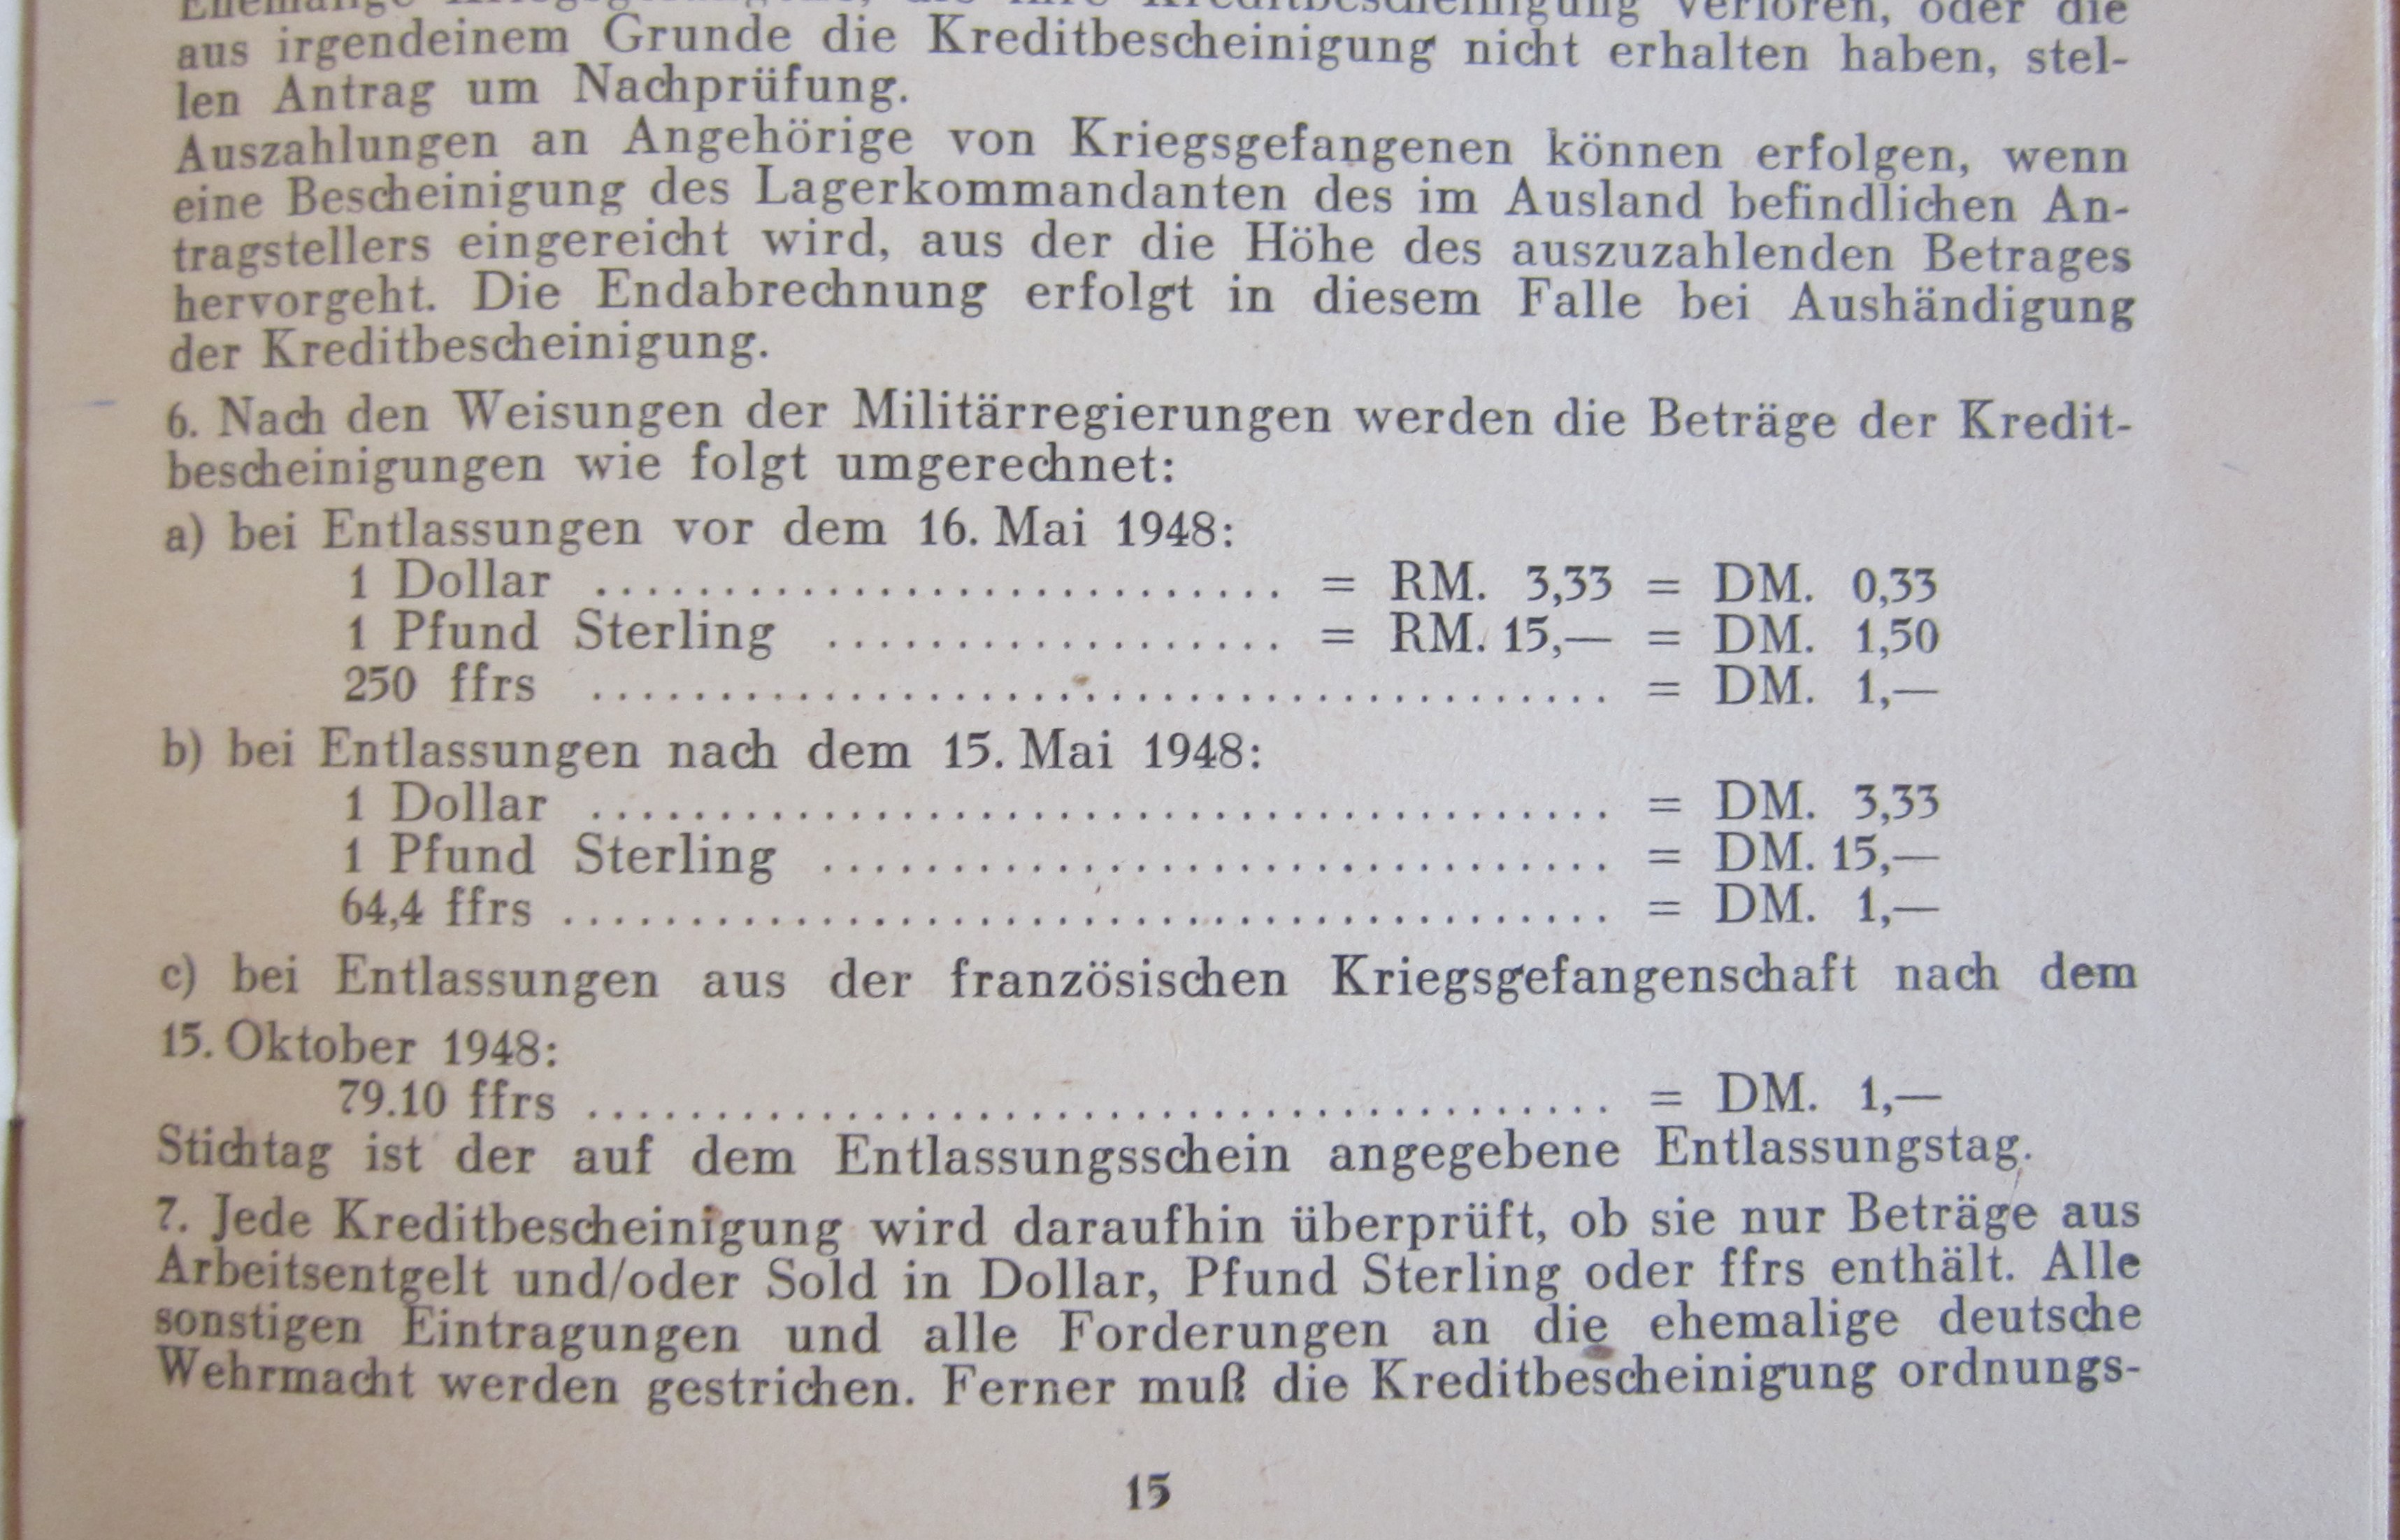 Ehemalige Kriegsgefangene, die ihre Kreditbescheinigung verloren, oder die
aus irgendeinem Grunde die Kreditbescheinigung nicht erhalten haben, stel-
len Antrag um Nachprüfung.
Auszahlungen an Angehörige von Kriegsgefangenen können erfolgen, wenn
eine Bescheinigung des Lagerkommandanten des im Ausland befindlichen An-
tragstellers eingereicht wird, aus der die Höhe des auszuzahlenden Betrages
hervorgeht. Die Endabrechnung erfolgt in diesem Falle bei Aushändigung
der Kreditbescheinigung.
6. Nach den Weisungen der Militärregierungen werden die Beträge der Kredit-
bescheinigungen wie folgt umgerechnet:
a) bei Entlassungen vor dem 16. Mai 1948:
1 Dollar ........................... = RM. 3,33 = DM. 0,33
1 Pfund Sterling .................. = RM. 15,— = DM. 1,50
250 ffrs ........................................ = DM. 1,—
b) bei Entlassungen nach dem 15. Mai 1948:
1 Dollar ........................................ = DM. 3,33
1 Pfund Sterling ............................... = DM. 15,—
64,4 ffrs ......................................... = DM. 1,—
c) bei Entlassungen aus der französischen Kriegsgefangenschaft nach dem
15. Oktober 1948:
79.10 ffrs ........................................ = DM. 1,—
Stichtag ist der auf dem Entlassungsschein angegebene Entlassungstag.
7. Jede Kreditbescheinigung wird daraufhin überprüft, ob sie nur Beträge aus
Arbeitsentgelt und/oder Sold in Dollar, Pfund Sterling oder ffrs enthält. Alle
sonstigen Eintragungen und alle Forderungen an die ehemalige deutsche
Wehrmacht werden gestrichen. Ferner muß die Kreditbescheinigung ordnungs-
15